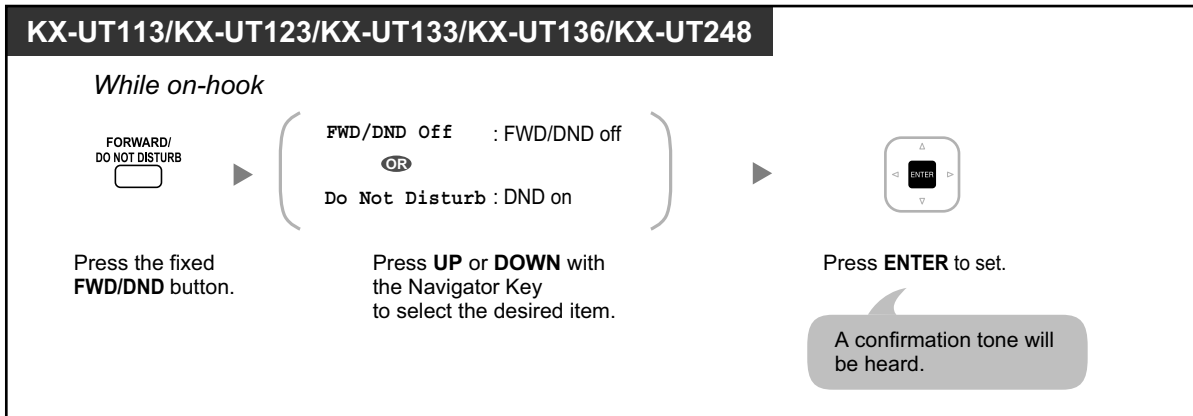 KX-UT113/KX-UT123/KX-UT133/KX-UT136/KX-UT248
While on-hook
FORWARD/
DO NOT DISTURB
FWD/DND Off : FWD/DND off
OR
Do Not Disturb : DND on
ENTER
Press the fixed
FWD/DND button.
Press UP or DOWN with
the Navigator Key
to select the desired item.
Press ENTER to set.
A confirmation tone will
be heard.